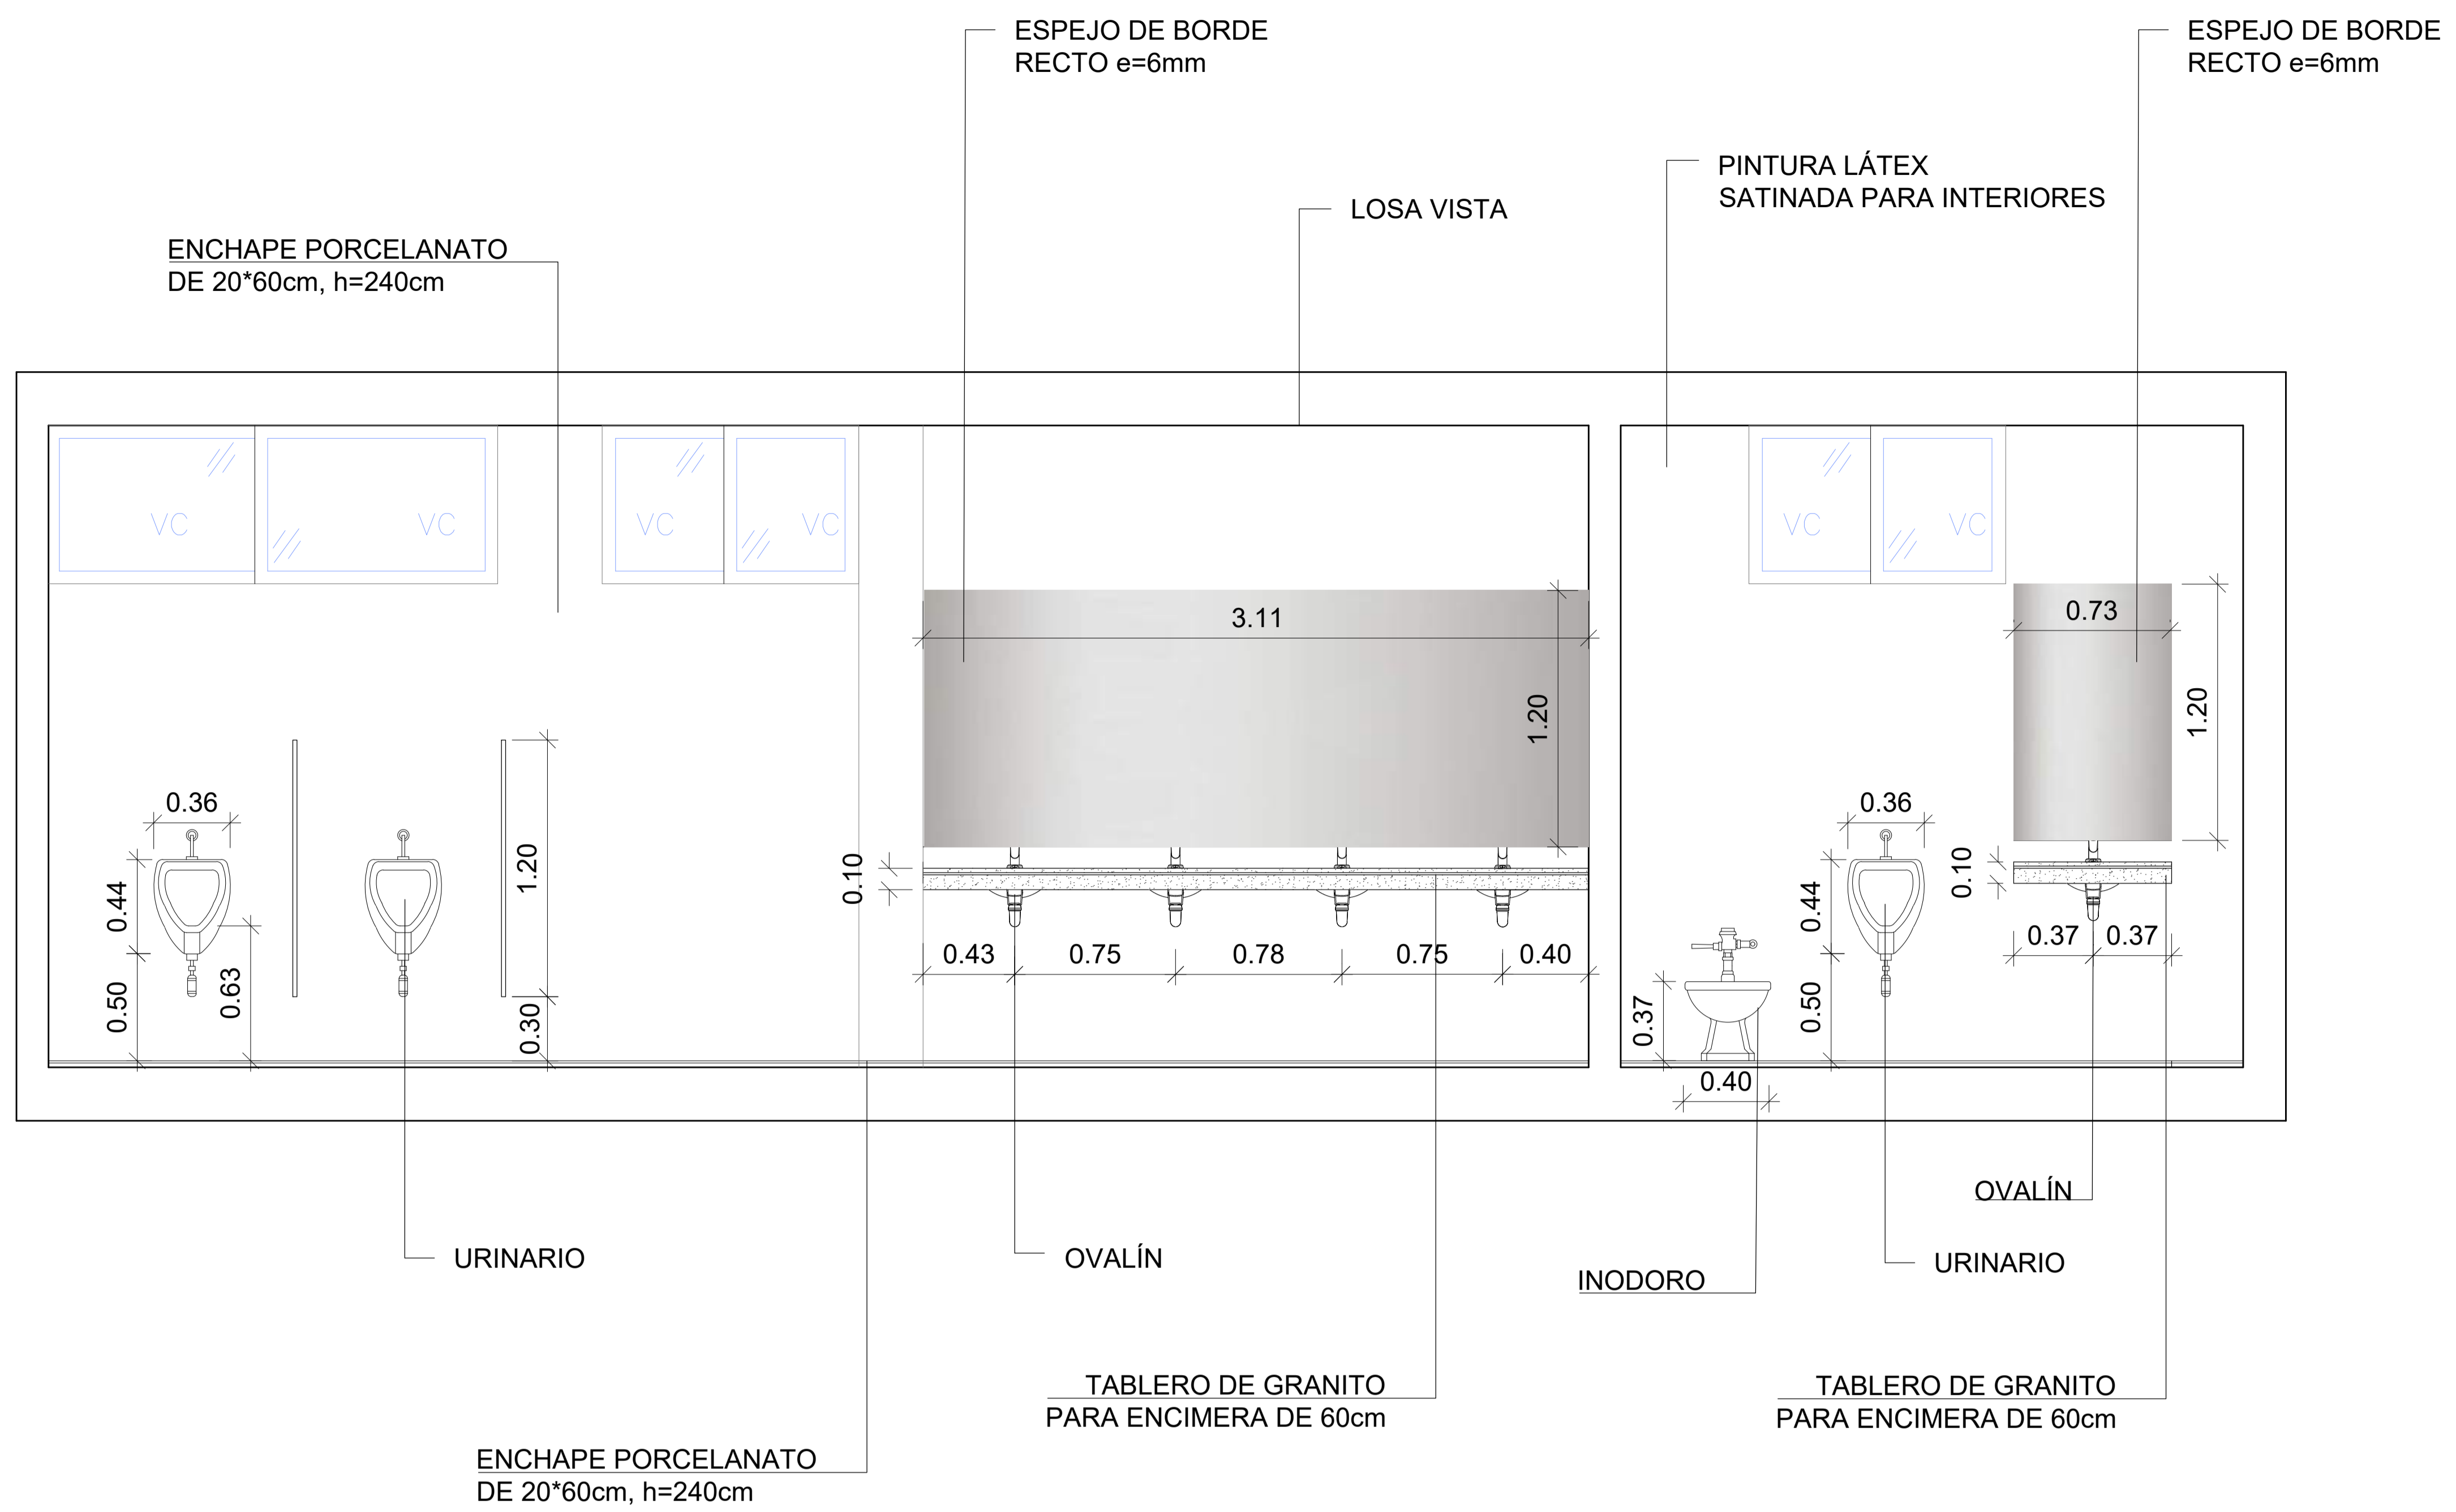 ESPEJO DE BORDE
RECTO e=6mm
ESPEJO DE BORDE
RECTO e=6mm
PINTURA LÁTEX
SATINADA PARA INTERIORES
LOSA VISTA
ENCHAPE PORCELANATO
DE 20*60cm, h=240cm
VC
VC
VC
VC
VC
VC
3.11
1.20
0.73
1.20
0.36
0.44
0.50
0.63
1.20
0.30
0.10
0.43
0.75
0.78
0.75
0.40
0.36
0.44
0.50
0.37
0.40
0.10
0.37
0.37
OVALÍN
URINARIO
OVALÍN
URINARIO
INODORO
TABLERO DE GRANITO
PARA ENCIMERA DE 60cm
TABLERO DE GRANITO
PARA ENCIMERA DE 60cm
ENCHAPE PORCELANATO
DE 20*60cm, h=240cm